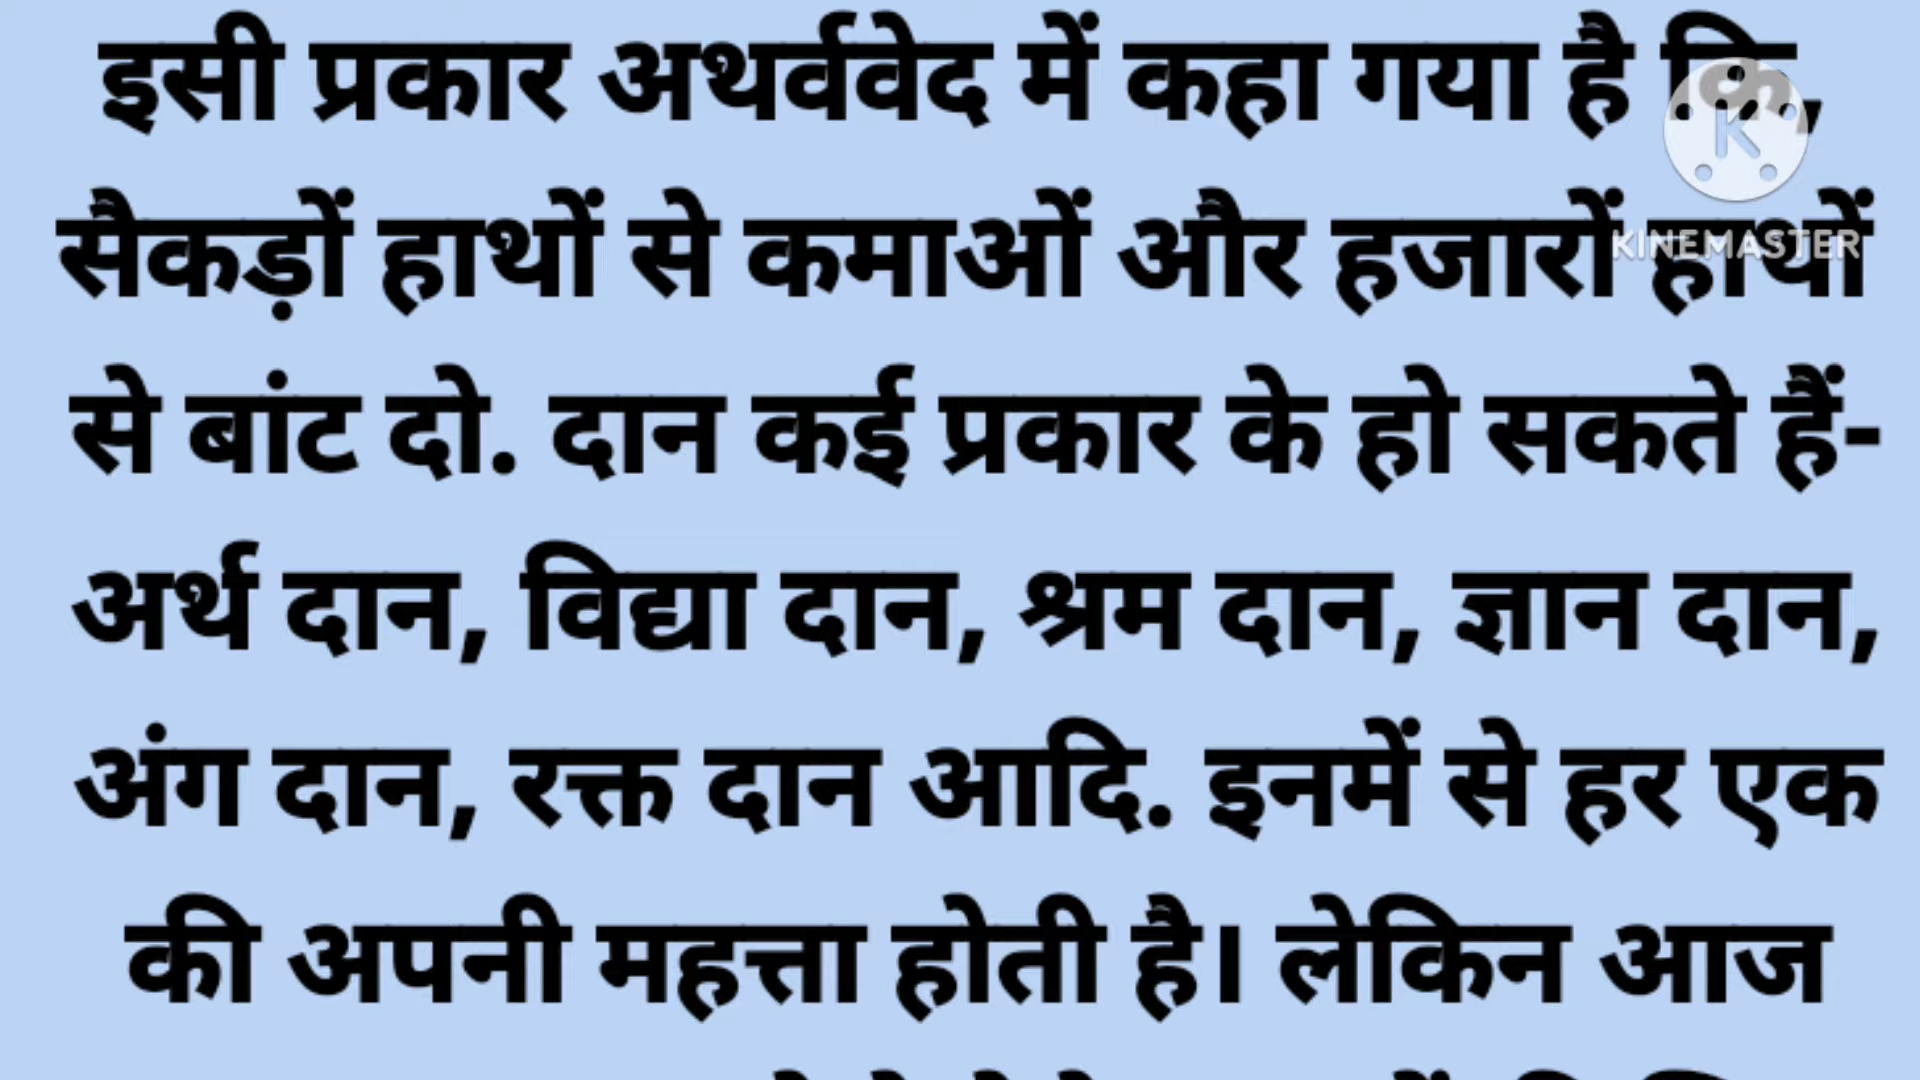 इसी प्रकार अथर्ववेद में कहा गया है कि,
सैकड़ों हाथों से कमाओं और हजारों हाथों
KINEMASTER
से बांट दो. दान कई प्रकार के हो सकते हैं-
अर्थ दान, विद्या दान, श्रम दान, ज्ञान दान,
अंग दान, रक्त दान आदि. इनमें से हर एक
की अपनी महत्ता होती है। लेकिन आज